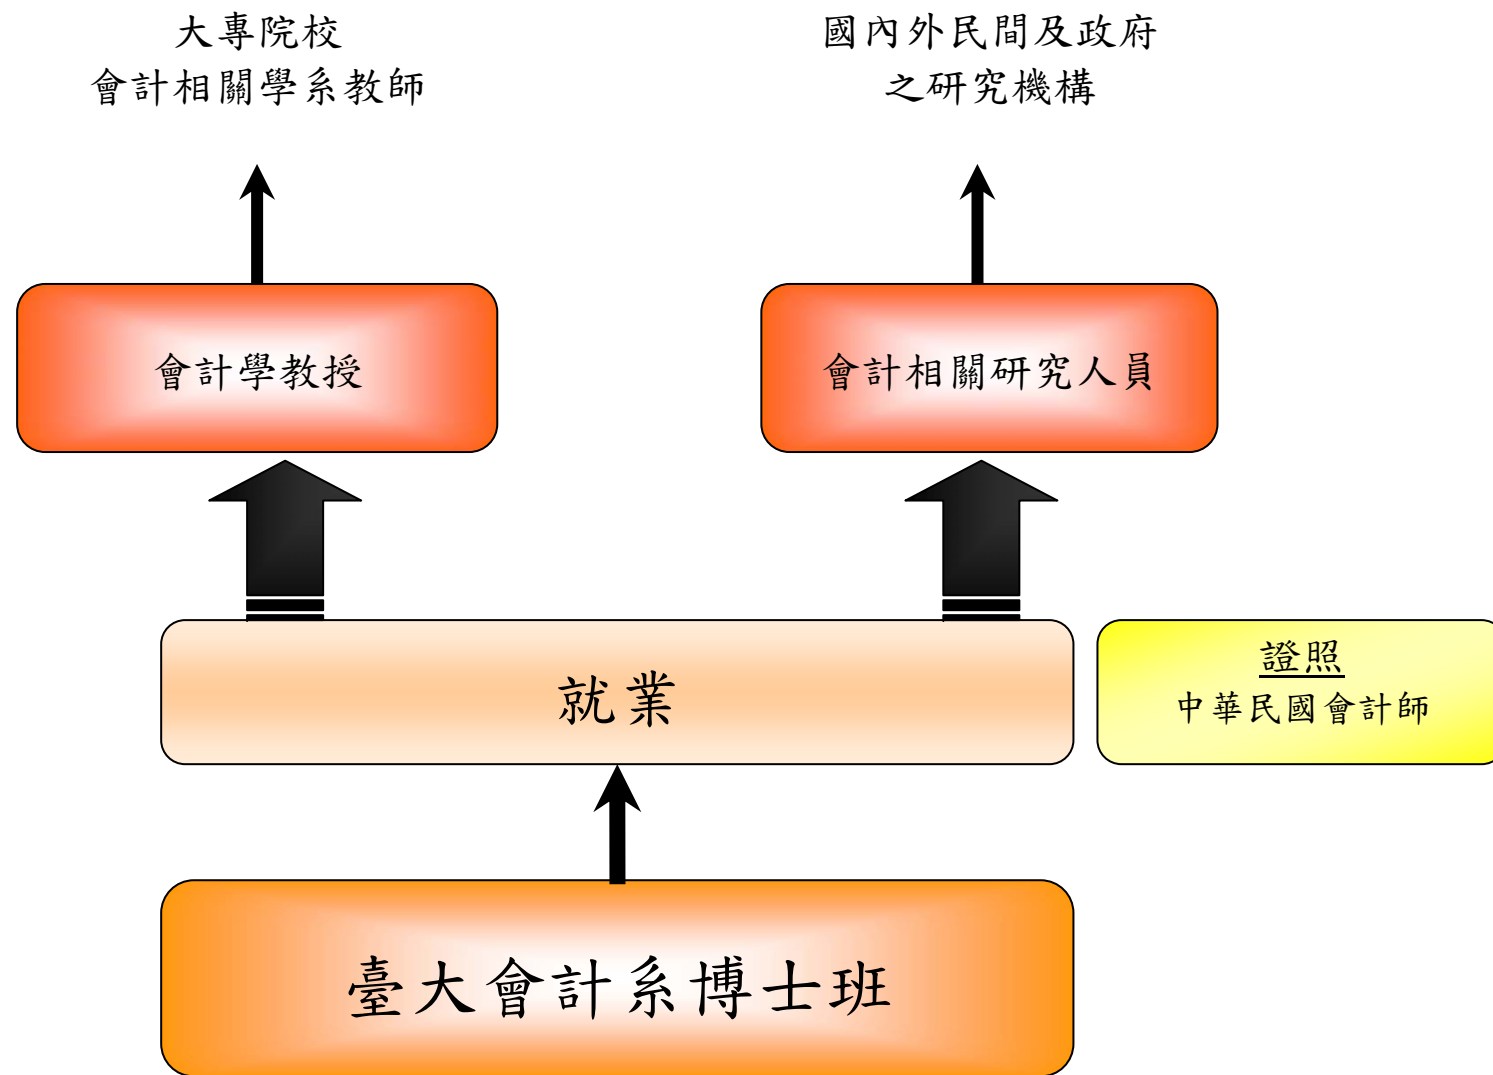 大專院校
會計相關學系教師
國內外民間及政府
之研究機構
會計學教授
會計相關研究人員
就業
證照
中華民國會計師
臺大會計系博士班